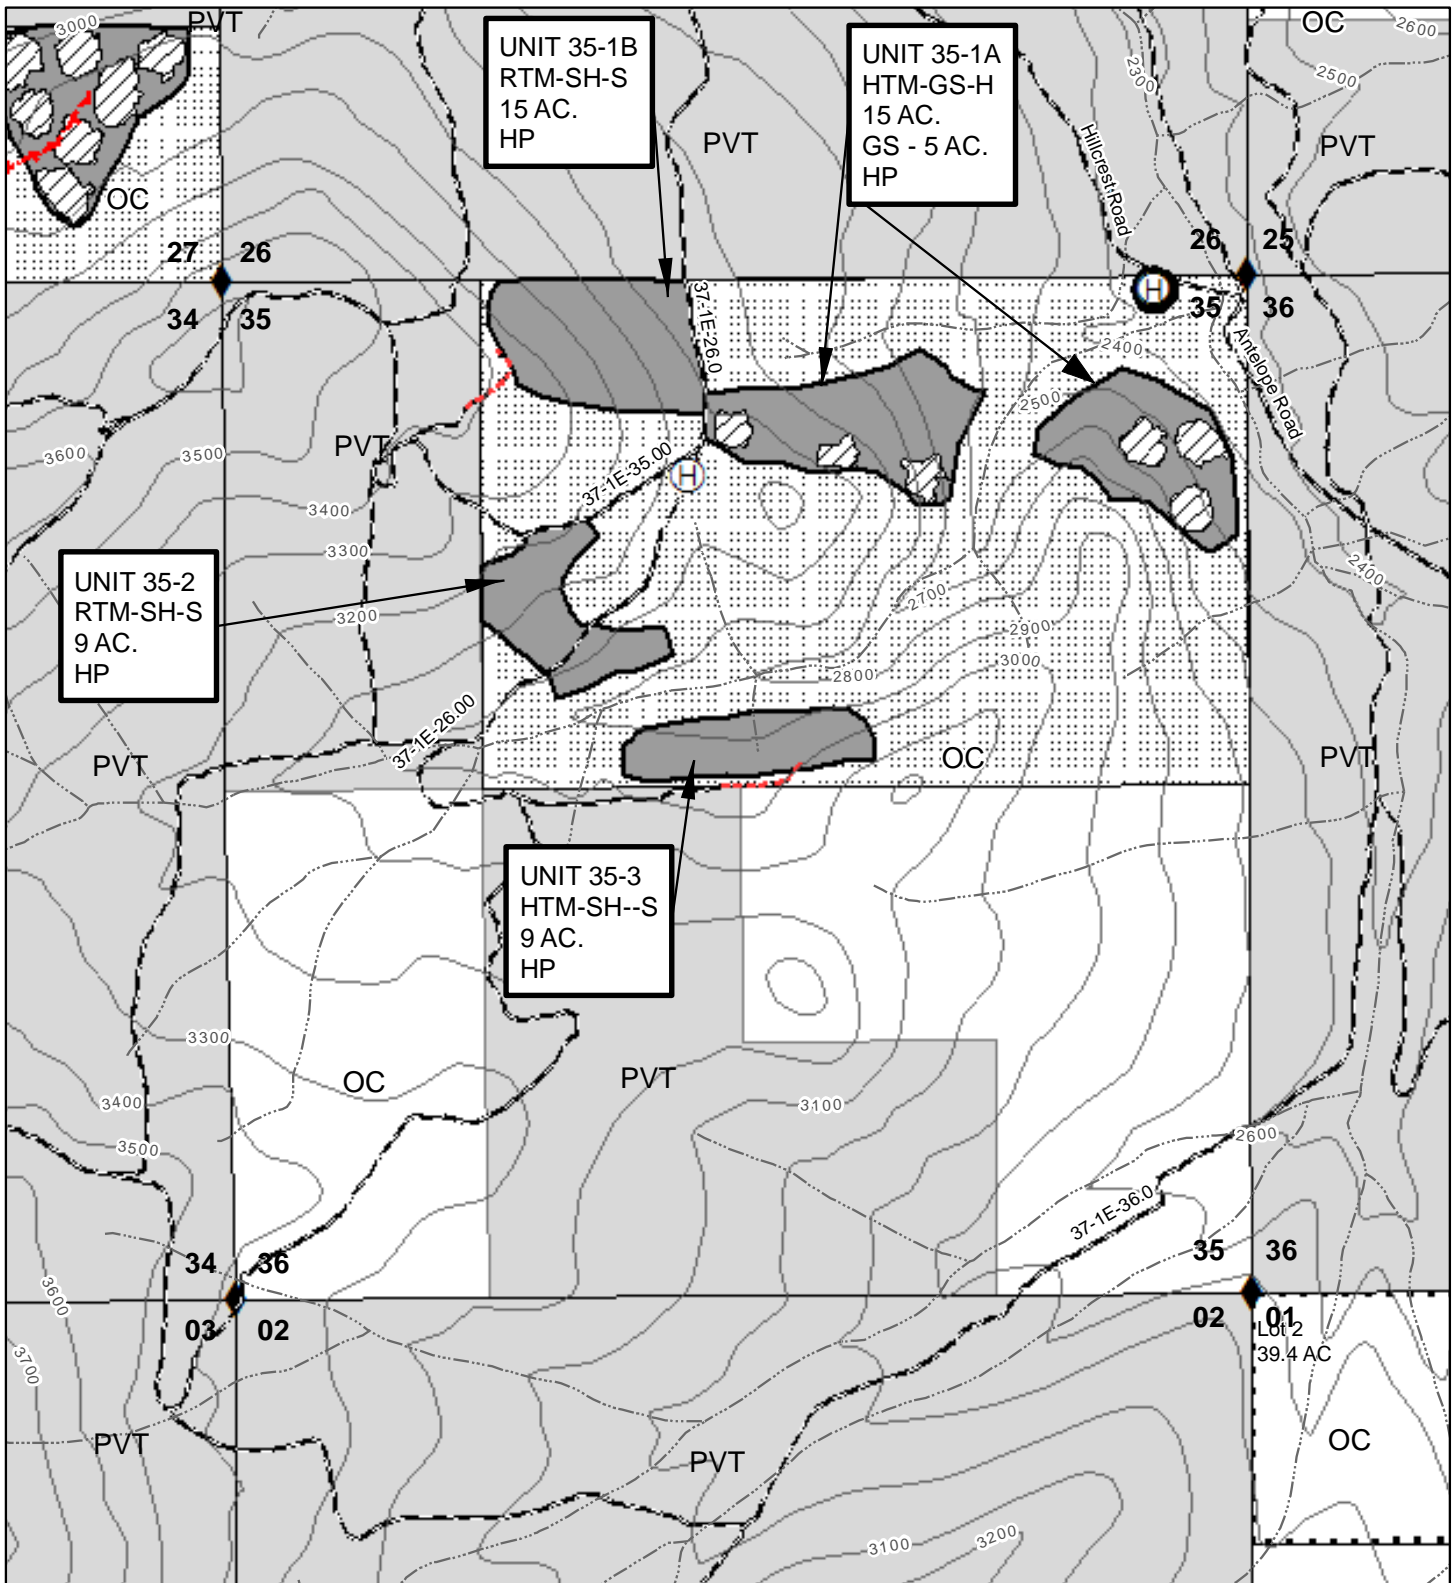 3000
PVT
OC
2600
UNIT 35-1B
RTM-SH-S
15 AC.
HP
UNIT 35-1A
HTM-GS-H
15 AC.
GS - 5 AC.
HP
2300
2500
PVT
Hillcrest Road
PVT
OC
27 26
26 25
34 35
H
35 36
37-1E-26.0
2400
Antelope Road
2500
PVT
3600
3500
37-1E-35.00
H
3400
3300
2400
UNIT 35-2
RTM-SH-S
9 AC.
HP
3200
2700
2900
3000
2800
37-1E-26.00
PVT
OC
PVT
UNIT 35-3
HTM-SH--S
9 AC.
HP
3300
OC
PVT
3400
3100
3500
2600
37-1E-36.0
34 36
35 36
3600
03 02
02 01
Lot 2
39.4 AC
3700
PVT
PVT
OC
3100
3200